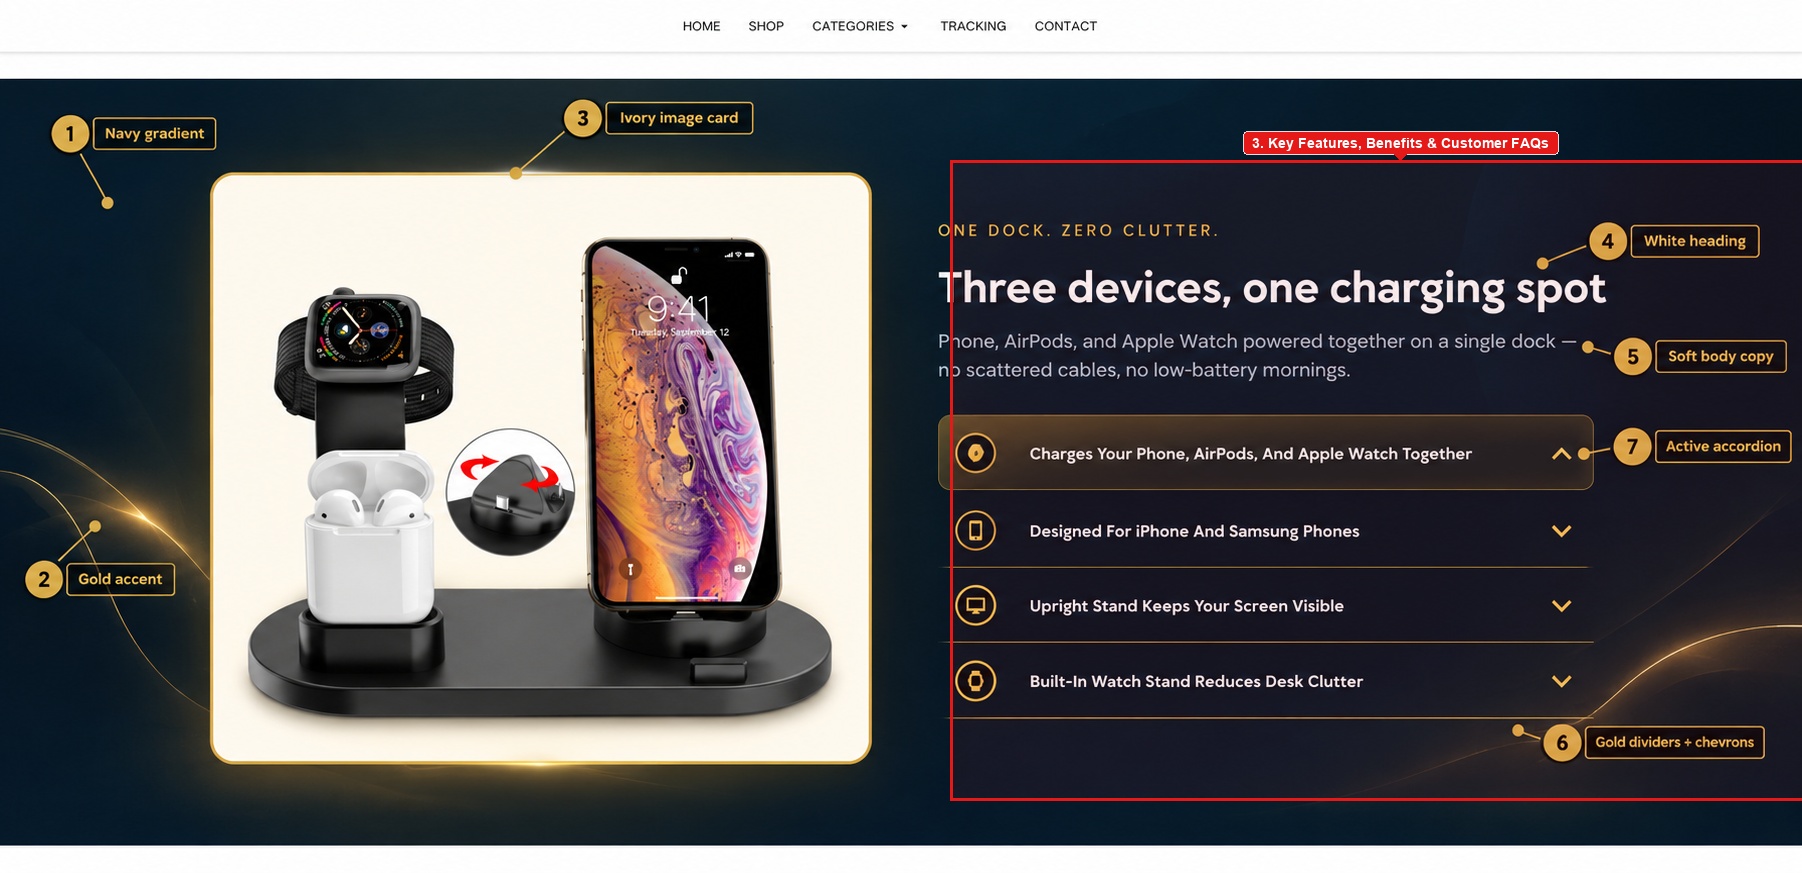 HOME SHOP CATEGORIES TRACKING CONTACT
1 Navy gradient
3 Ivory image card
3. Key Features, Benefits & Customer FAQs
ONE DOCK. ZERO CLUTTER.
4 White heading
Three devices, one charging spot
Phone, AirPods, and Apple Watch powered together on a single dock —
no scattered cables, no low-battery mornings.
5 Soft body copy
9:41
Tuesday, September 12
Charges Your Phone, AirPods, And Apple Watch Together
7 Active accordion
Designed For iPhone And Samsung Phones
2 Gold accent
Upright Stand Keeps Your Screen Visible
Built-In Watch Stand Reduces Desk Clutter
6 Gold dividers + chevrons